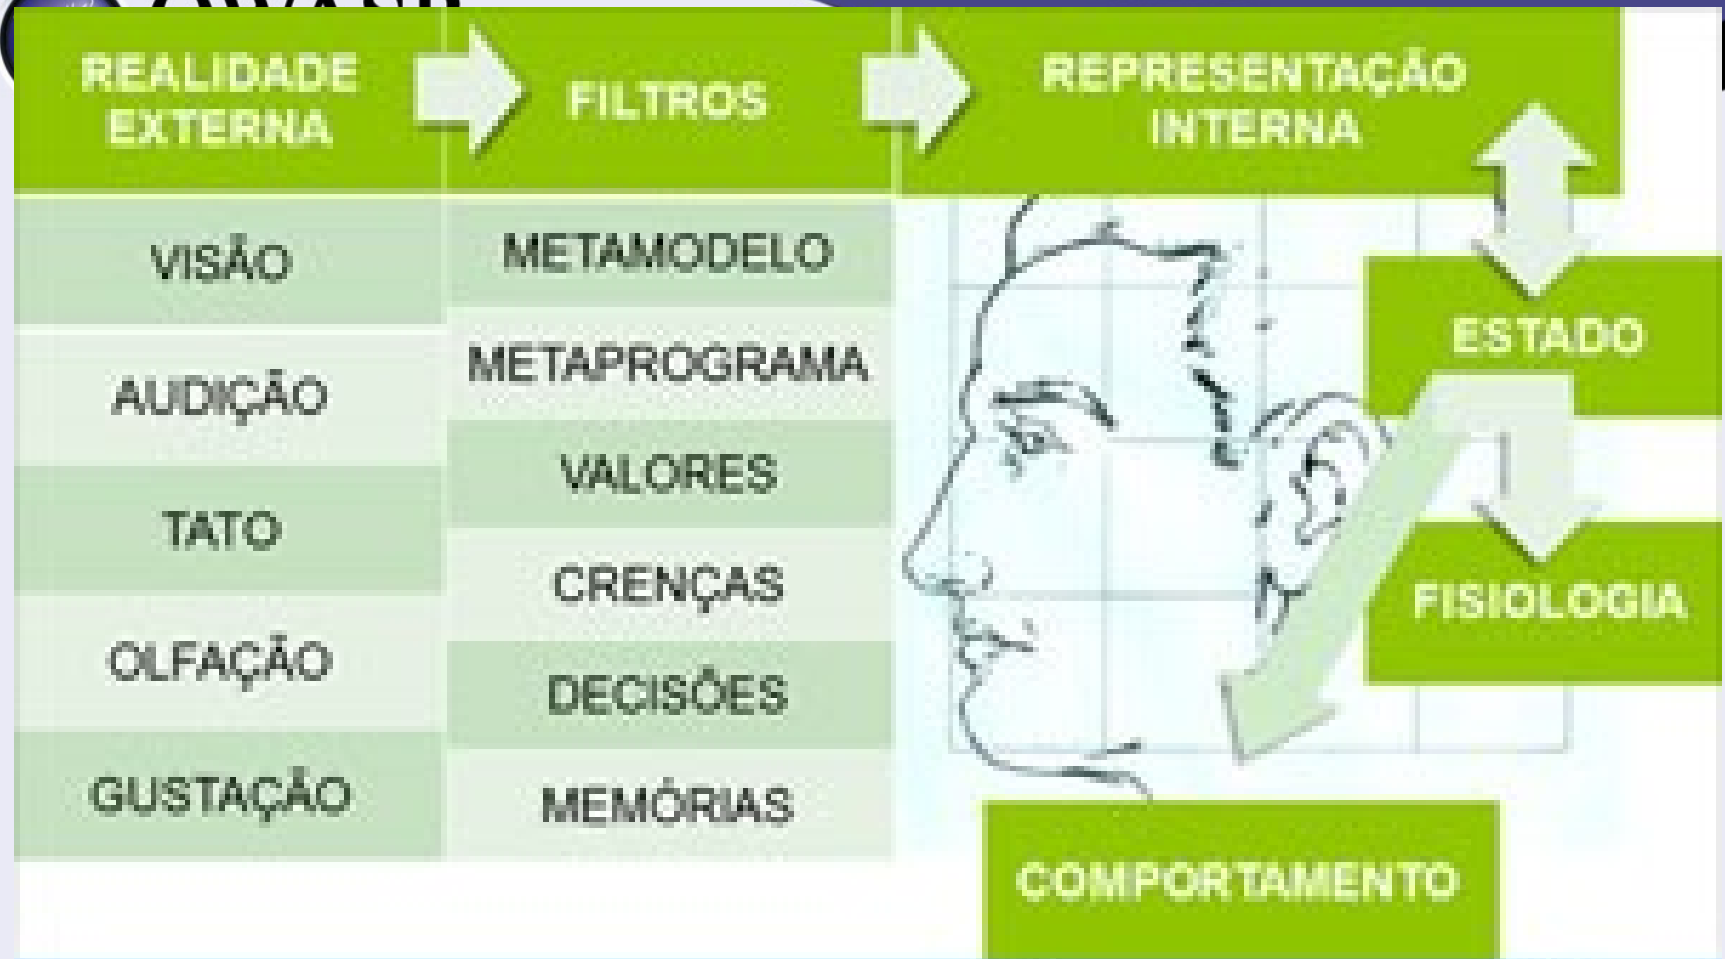 REALIDADE
EXTERNA
FILTROS
REPRESENTAÇÃO
INTERNA
VISÃO
AUDIÇÃO
TATO
OLFAÇÃO
GUSTAÇÃO
METAMODELO
METAPROGRAMA
VALORES
CRENÇAS
DECISÕES
MEMÓRIAS
ESTADO
FISIOLOGIA
COMPORTAMENTO